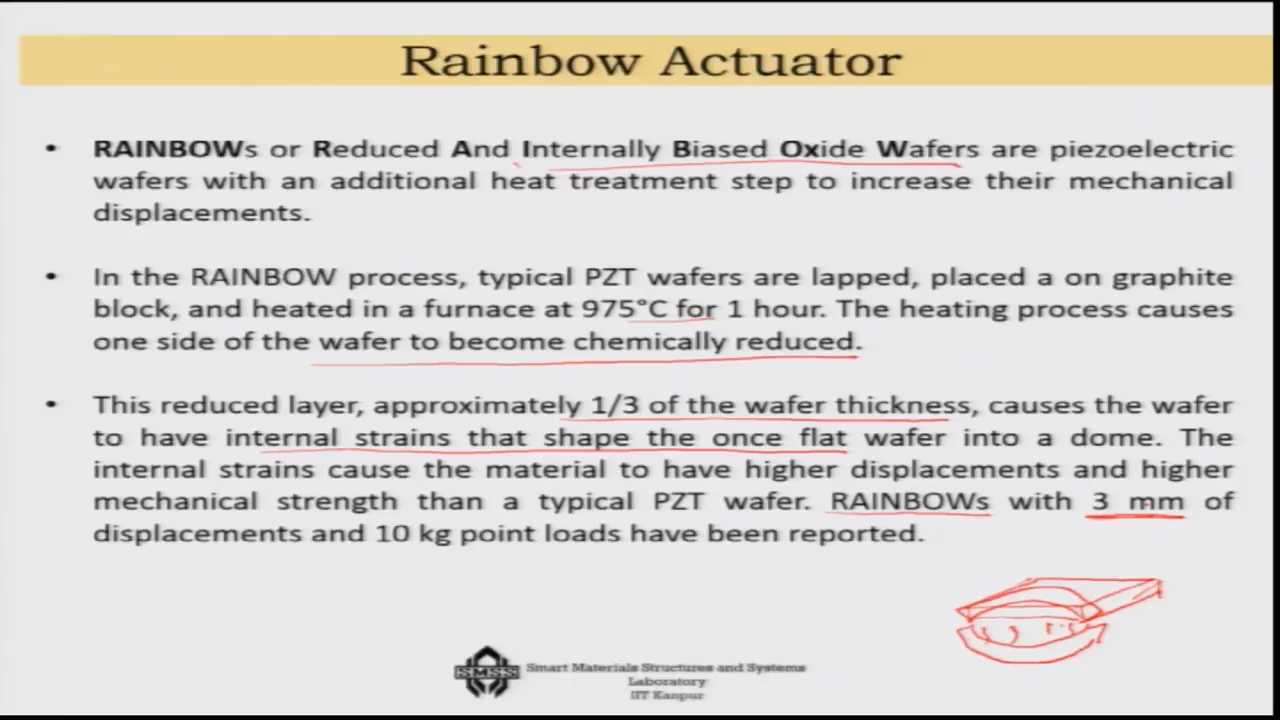 Rainbow Actuator
• RAINBOWs or Reduced And Internally Biased Oxide Wafers are piezoelectric
wafers with an additional heat treatment step to increase their mechanical
displacements.
• In the RAINBOW process, typical PZT wafers are lapped, placed a on graphite
block, and heated in a furnace at 975°C for 1 hour. The heating process causes
one side of the wafer to become chemically reduced.
• This reduced layer, approximately 1/3 of the wafer thickness, causes the wafer
to have internal strains that shape the once flat wafer into a dome. The
internal strains cause the material to have higher displacements and higher
mechanical strength than a typical PZT wafer. RAINBOWs with 3 mm of
displacements and 10 kg point loads have been reported.
SMSS
Smart Materials Structures and Systems
Laboratory
IIT Kanpur